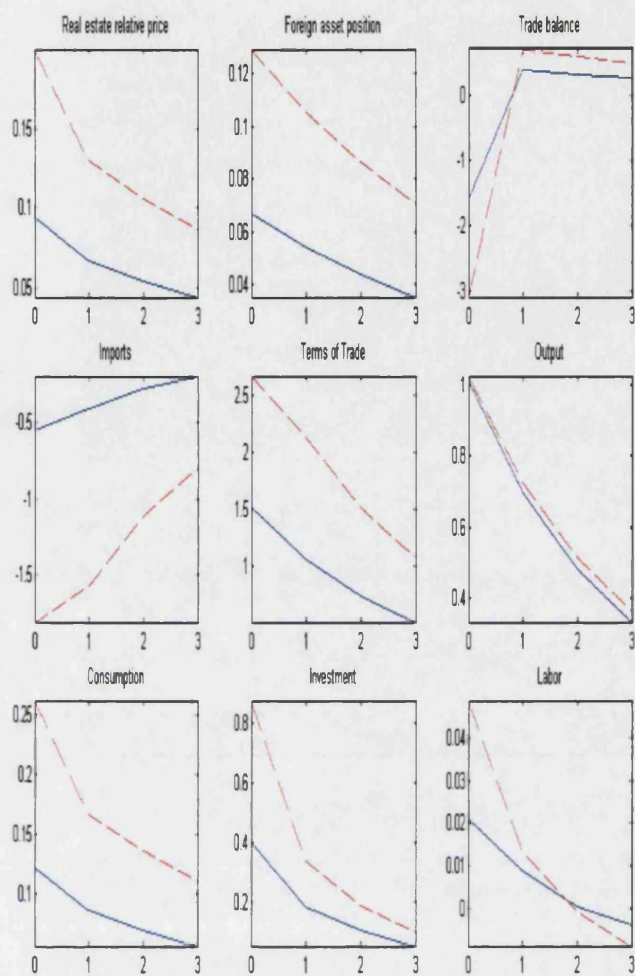 Real estate relative price
Foreign asset position
Trade balance
0.15
0.1
0.05
0 1 2 3
0.12
0.1
0.08
0.06
0.04
0 1 2 3
0
-1
-2
-3
0 1 2 3
Imports
Terms of Trade
Output
-0.5
-1
-1.5
0 1 2 3
2.5
2
1.5
1
0 1 2 3
1
0.8
0.6
0.4
0 1 2 3
Consumption
Investment
Labor
0.25
0.2
0.15
0.1
0 1 2 3
0.8
0.6
0.4
0.2
0 1 2 3
0.04
0.03
0.02
0.01
0
0 1 2 3